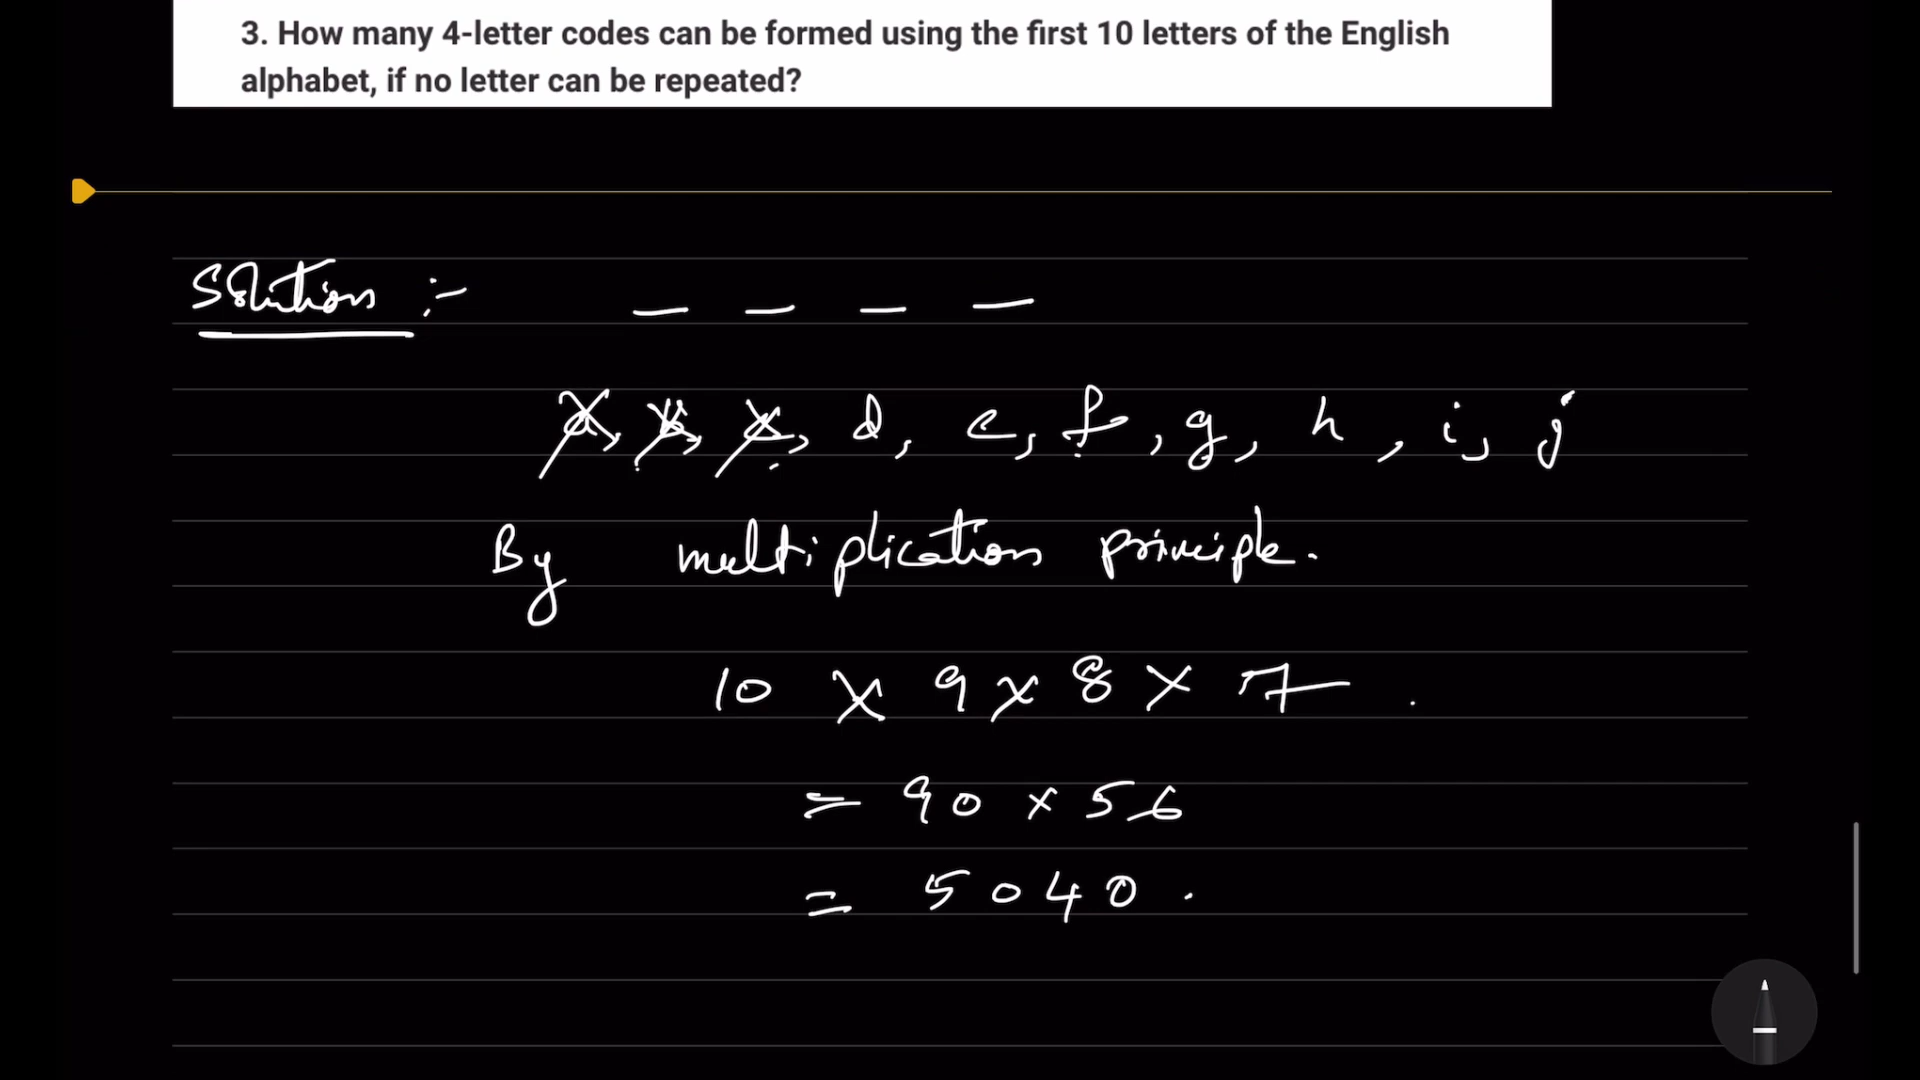 3. How many 4-letter codes can be formed using the first 10 letters of the English
alphabet, if no letter can be repeated?
Solution :-
_ _ _ _
a, b, c, d, e, f, g, h, i, j
By multiplication principle.
10 × 9 × 8 × 7 .
= 90 × 56
= 5040.